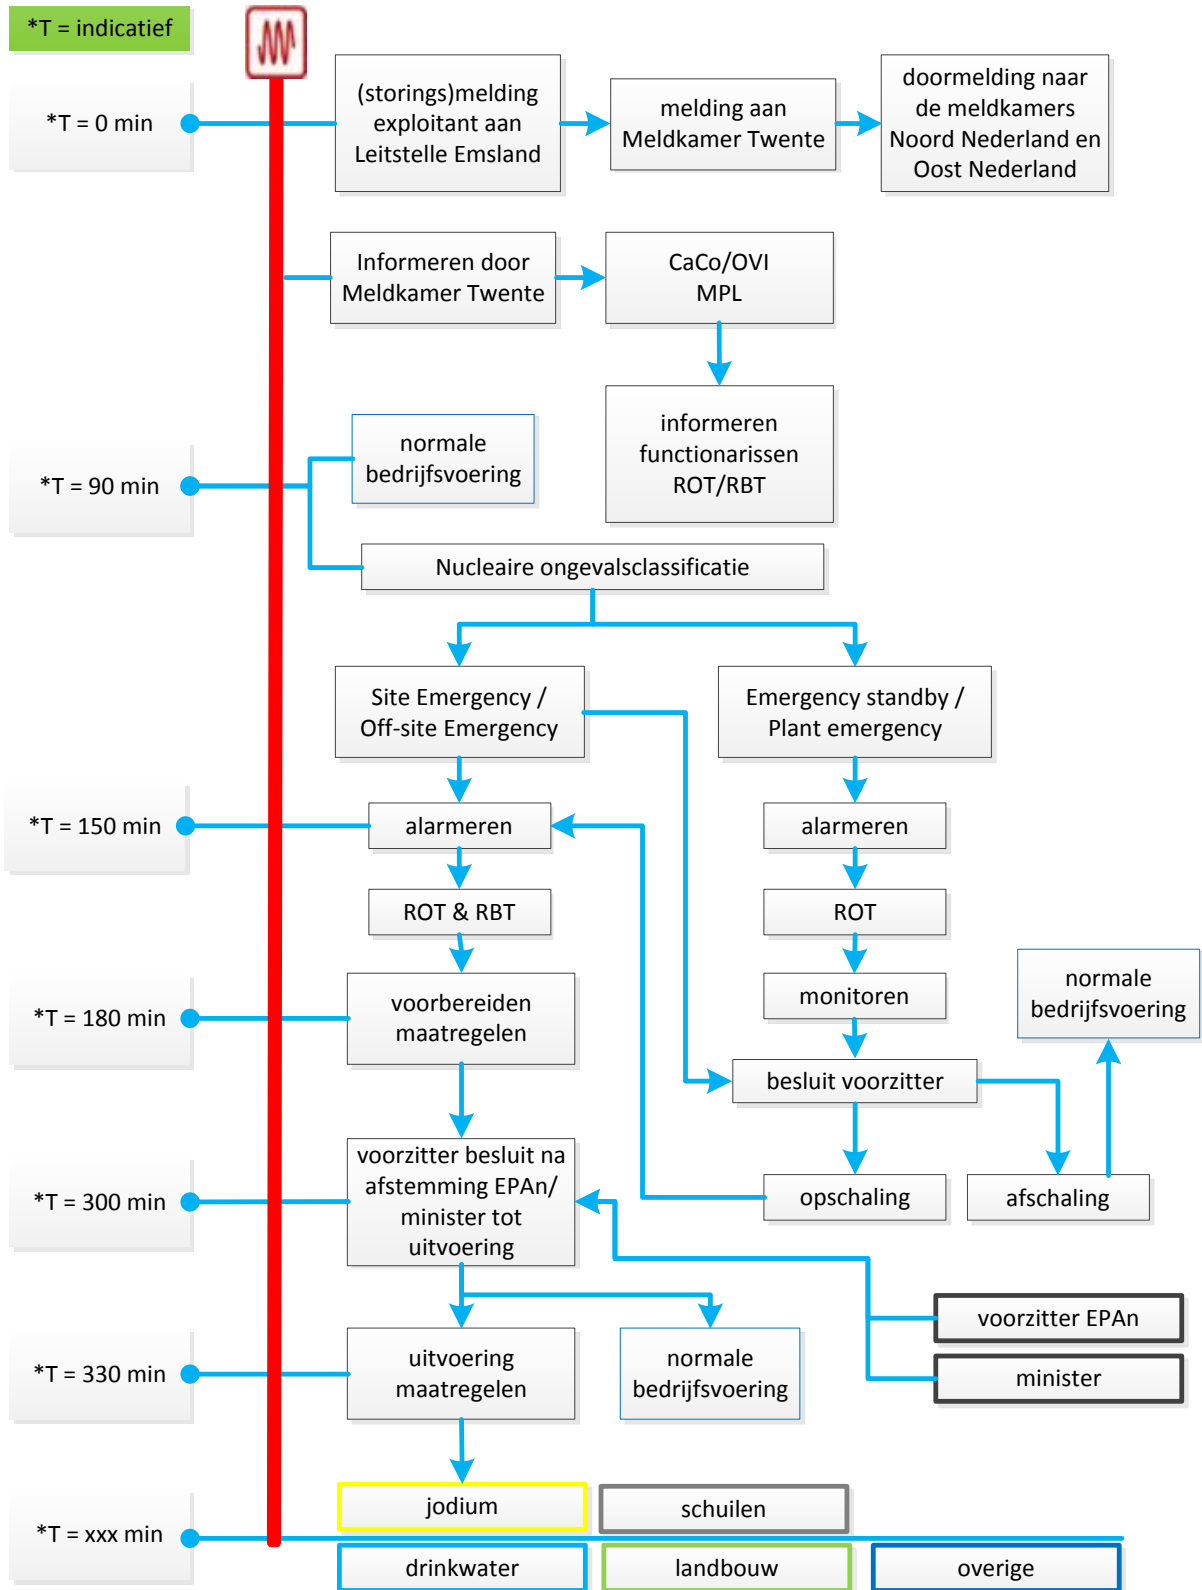 *T = indicatief
*T = 0 min
(storings)melding
exploitant aan
Leitstelle Emsland
melding aan
Meldkamer Twente
doormelding naar
de meldkamers
Noord Nederland en
Oost Nederland
Informeren door
Meldkamer Twente
CaCo/OVI
MPL
informeren
functionarissen
ROT/RBT
*T = 90 min
normale
bedrijfsvoering
Nucleaire ongevalsclassificatie
Site Emergency /
Off-site Emergency
Emergency standby /
Plant emergency
*T = 150 min
alarmeren
alarmeren
ROT & RBT
ROT
*T = 180 min
voorbereiden
maatregelen
monitoren
normale
bedrijfsvoering
besluit voorzitter
*T = 300 min
voorzitter besluit na
afstemming EPAn/
minister tot
uitvoering
opschaling
afschaling
voorzitter EPAn
minister
*T = 330 min
uitvoering
maatregelen
normale
bedrijfsvoering
*T = xxx min
jodium
schuilen
drinkwater
landbouw
overige